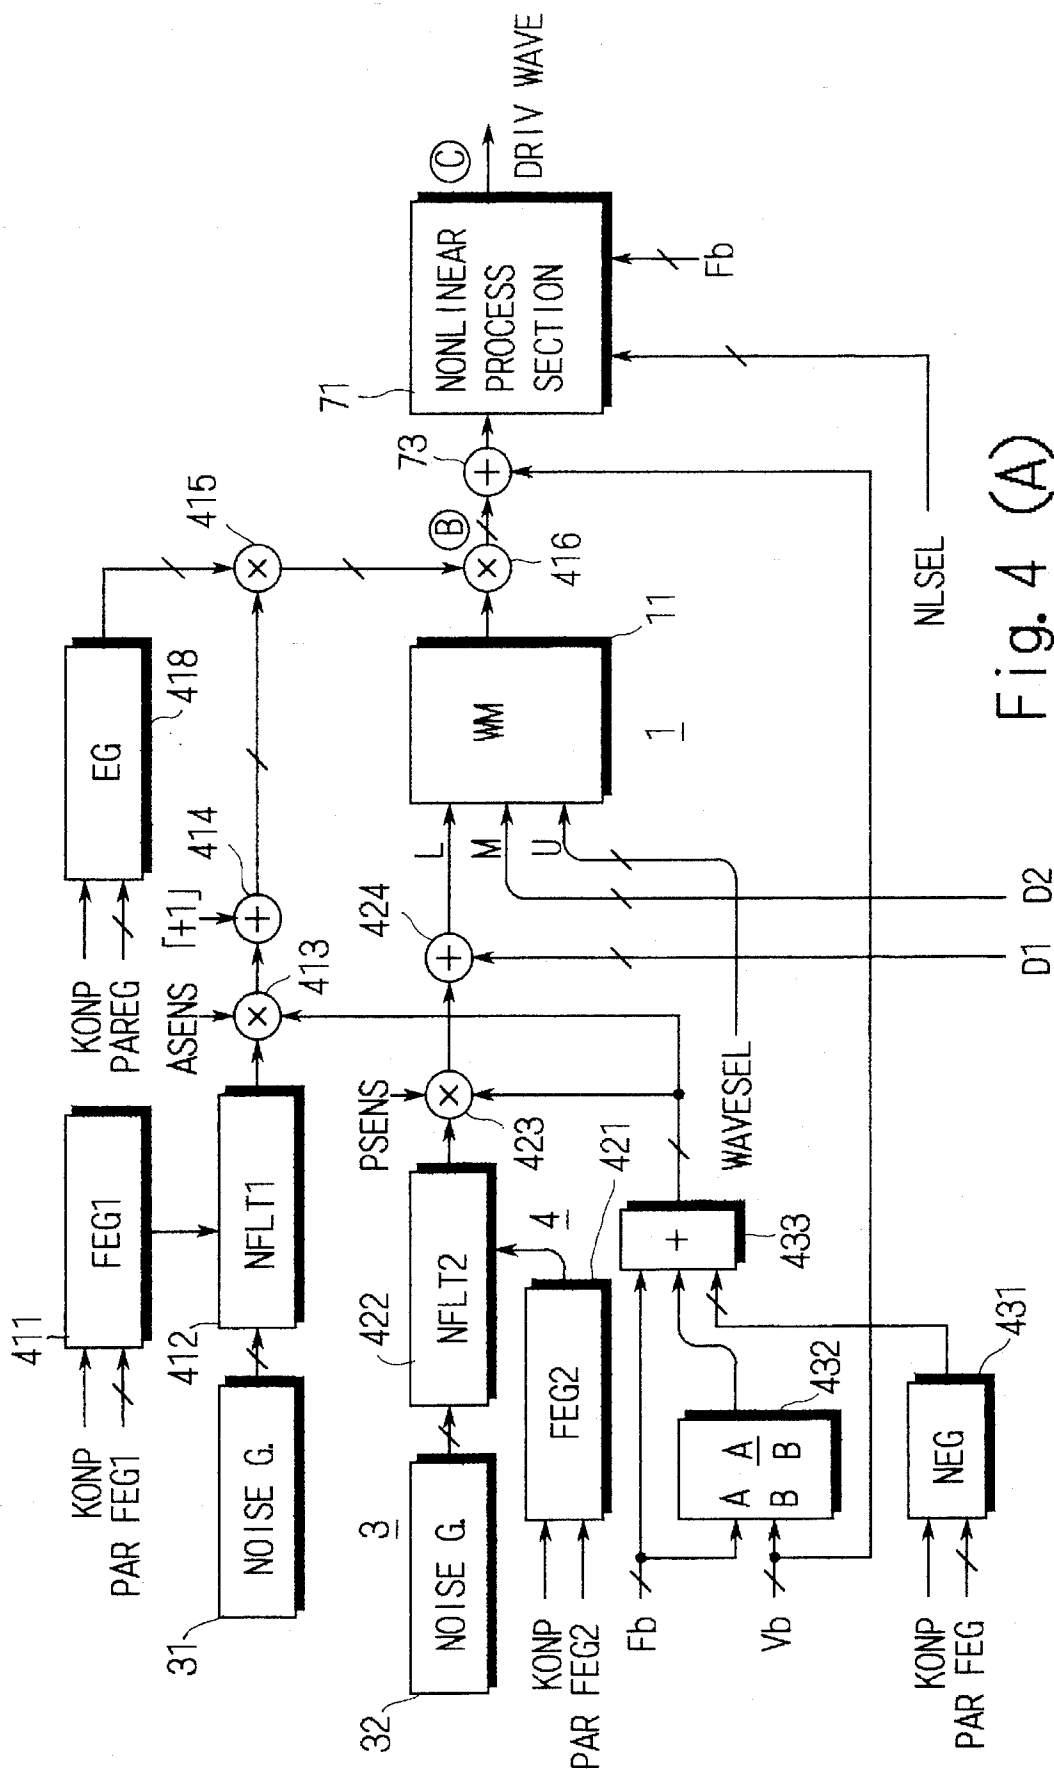 KONP
PAR FEG1
411
FEG1
KONP
PAREG
EG
418
31
NOISE G.
412
NFLT1
ASENS
413
「+1」
414
×
+
415
×
32
NOISE G.
3
422
NFLT2
PSENS
423
×
424
+
L
M
U
WM
11
1
416
×
Ⓑ
73
+
71
NONLINEAR
PROCESS
SECTION
Ⓒ
DRIV WAVE
KONP
PAR FEG2
FEG2
4
421
Fb
Vb
A
B
A
B
432
+
433
WAVESEL
D1
D2
NLSEL
Fb
KONP
PAR FEG
NEG
431
Fig. 4 (A)